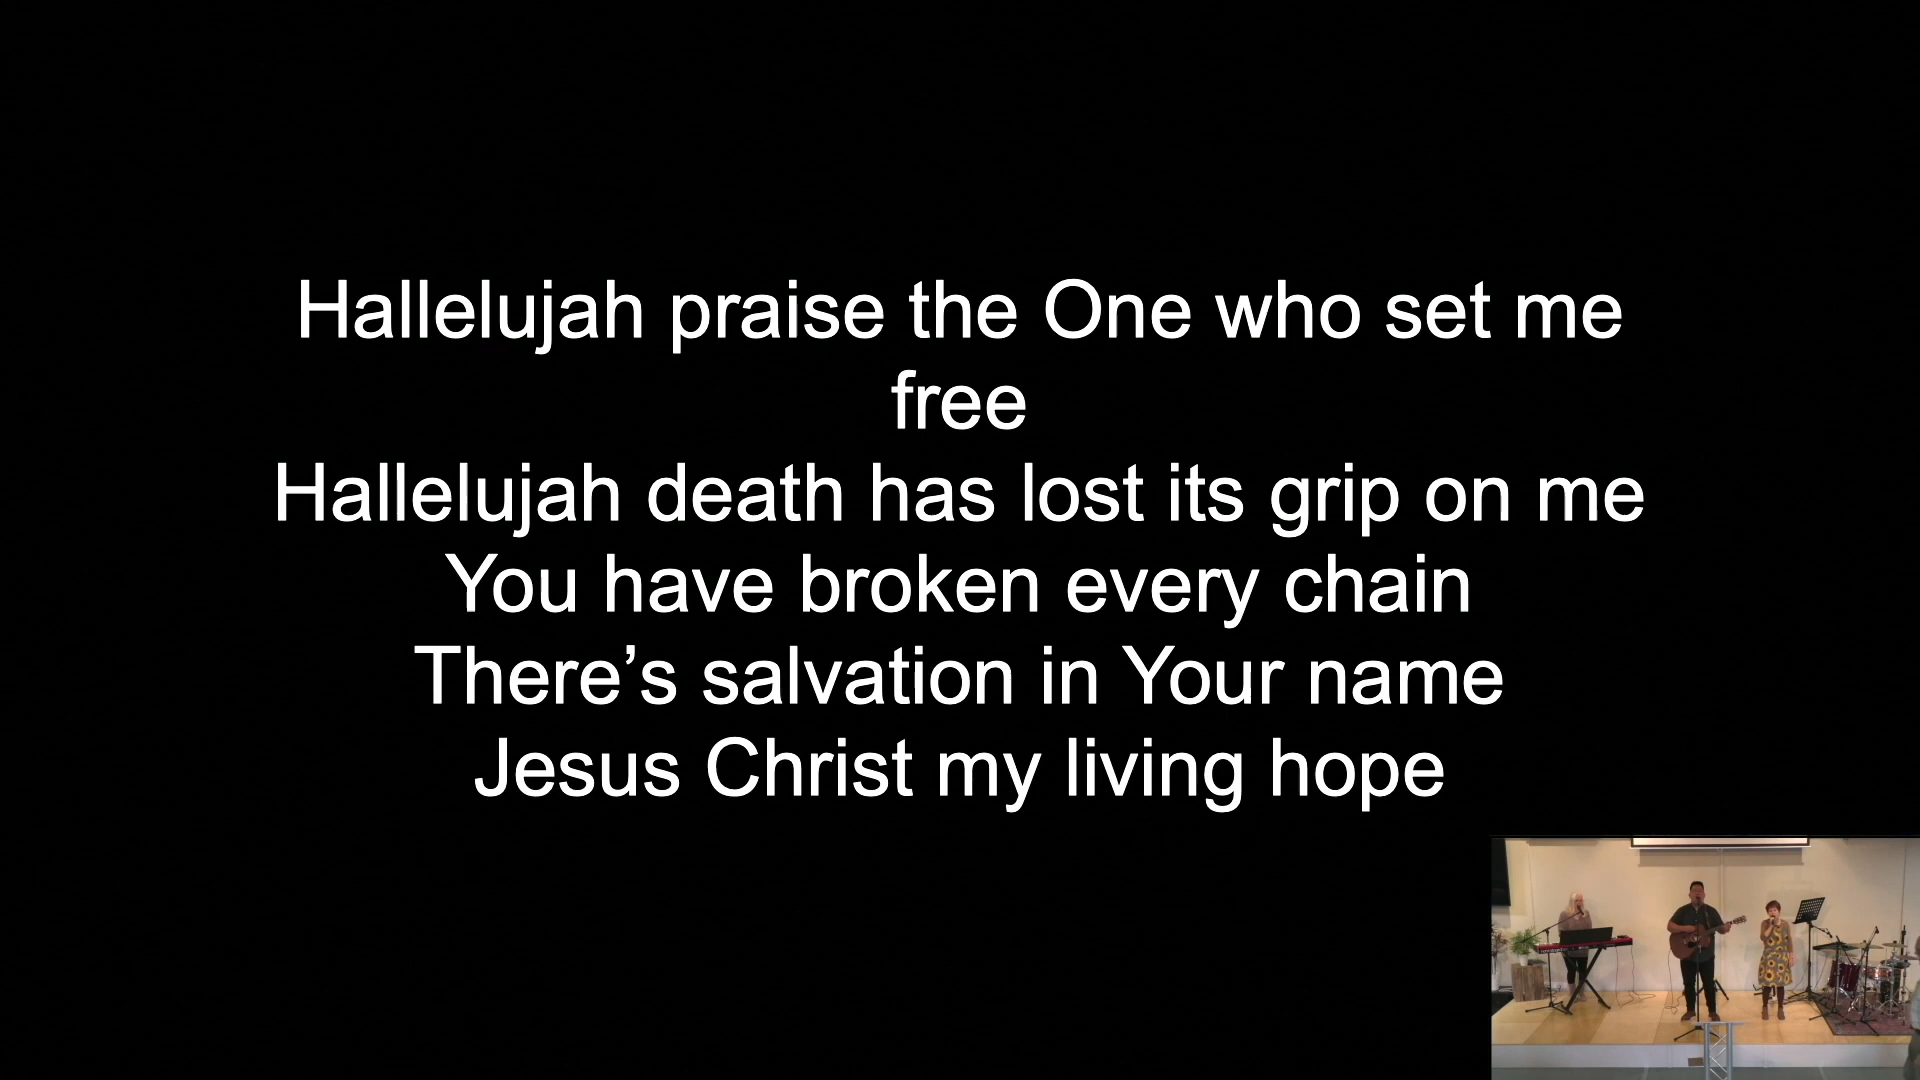 Hallelujah praise the One who set me
free
Hallelujah death has lost its grip on me
You have broken every chain
There’s salvation in Your name
Jesus Christ my living hope